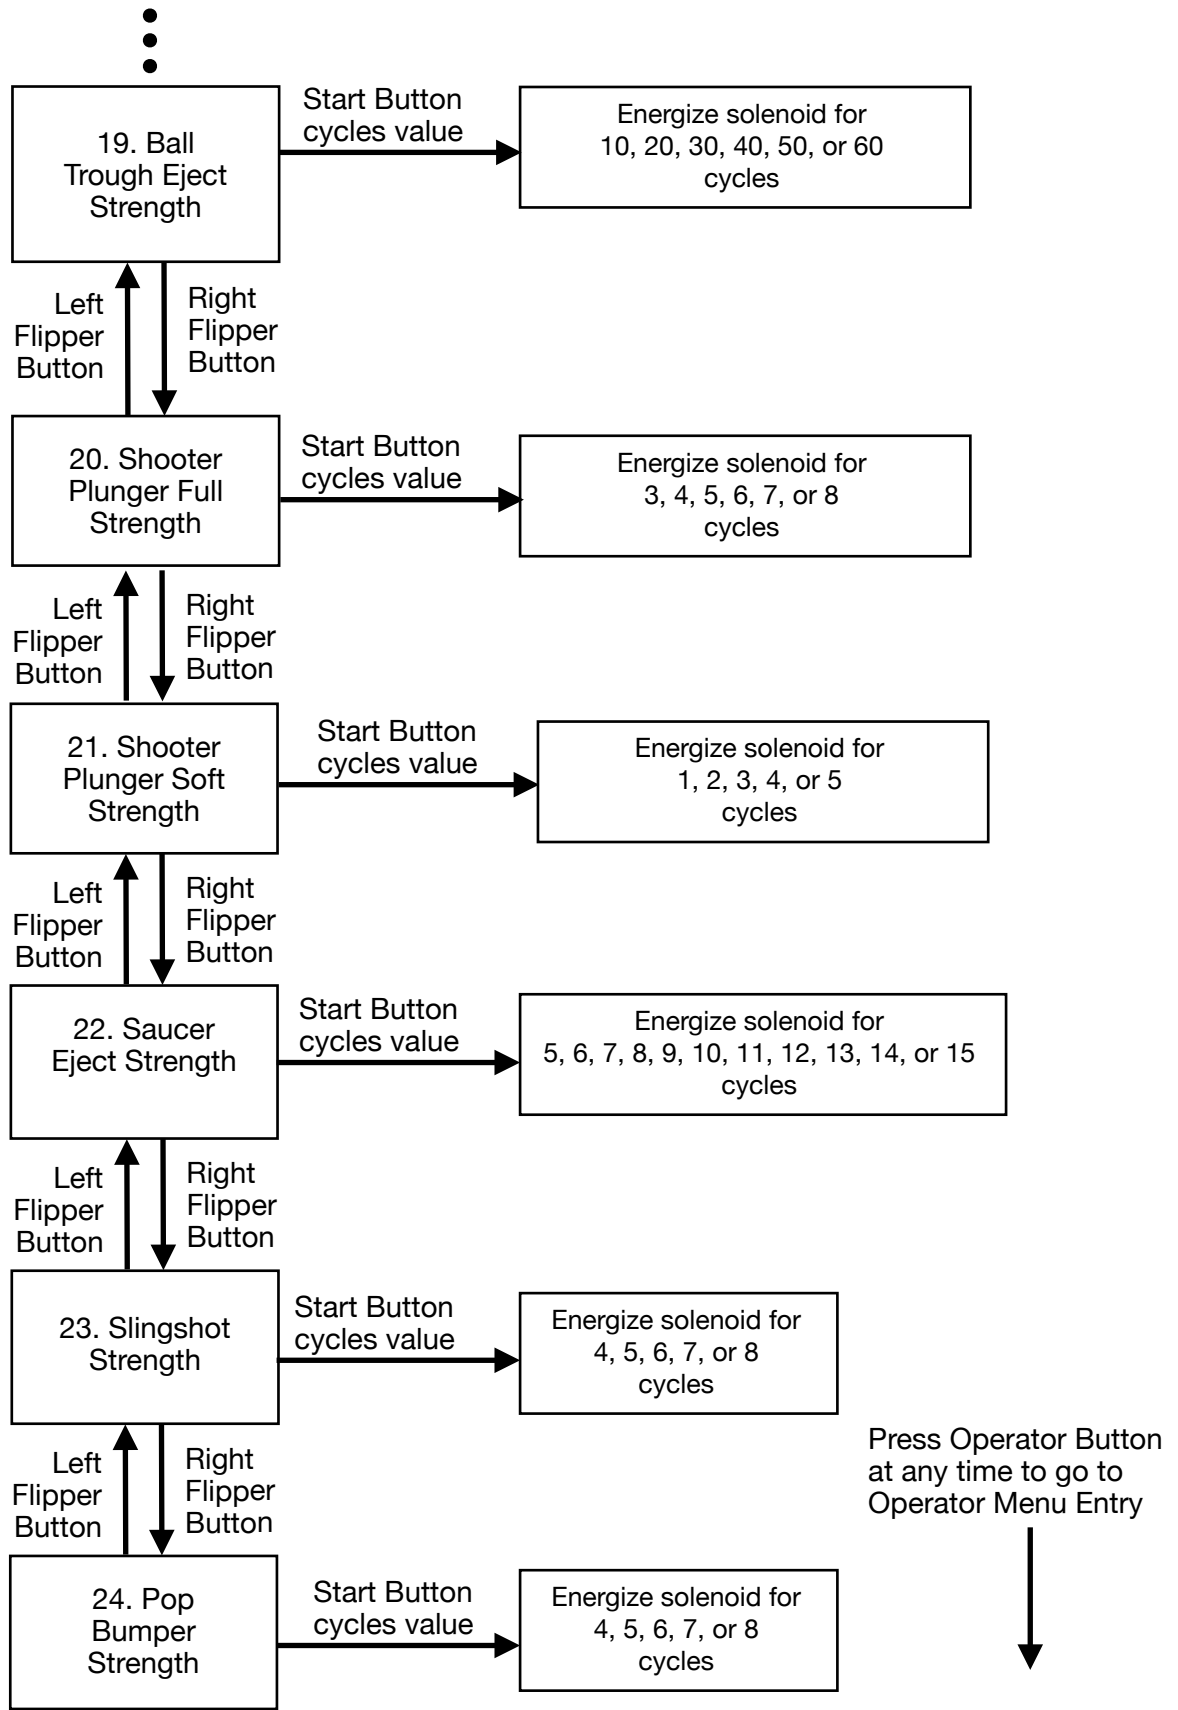 19. Ball
Trough Eject
Strength
Start Button
cycles value
Energize solenoid for
10, 20, 30, 40, 50, or 60
cycles
Left
Flipper
Button
Right
Flipper
Button
20. Shooter
Plunger Full
Strength
Start Button
cycles value
Energize solenoid for
3, 4, 5, 6, 7, or 8
cycles
Left
Flipper
Button
Right
Flipper
Button
21. Shooter
Plunger Soft
Strength
Start Button
cycles value
Energize solenoid for
1, 2, 3, 4, or 5
cycles
Left
Flipper
Button
Right
Flipper
Button
22. Saucer
Eject Strength
Start Button
cycles value
Energize solenoid for
5, 6, 7, 8, 9, 10, 11, 12, 13, 14, or 15
cycles
Left
Flipper
Button
Right
Flipper
Button
23. Slingshot
Strength
Start Button
cycles value
Energize solenoid for
4, 5, 6, 7, or 8
cycles
Left
Flipper
Button
Right
Flipper
Button
Press Operator Button
at any time to go to
Operator Menu Entry
24. Pop
Bumper
Strength
Start Button
cycles value
Energize solenoid for
4, 5, 6, 7, or 8
cycles